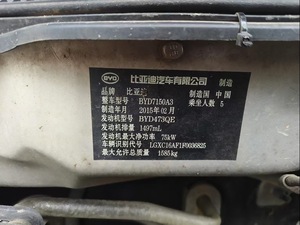 BYD 比亚迪汽车有限公司 制造
品牌 比亚迪 制造国 中国
整车型号 BYD7150A3 乘坐人数 5
制造年月 2015年02月
发动机型号 BYD473QE
发动机排量 1497mL
发动机最大净功率 75kW
车辆识别代号 LGXC16AF1F0036825
最大允许总质量 1585kg